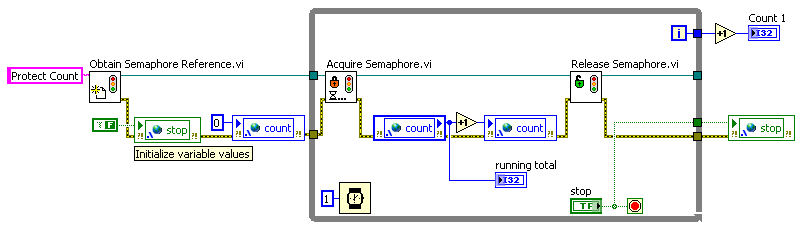 Count 1
i
+1
I32
Obtain Semaphore Reference.vi
Acquire Semaphore.vi
Release Semaphore.vi
Protect Count
F
stop
0
count
count
+1
count
stop
Initialize variable values
running total
I32
1
stop
TF